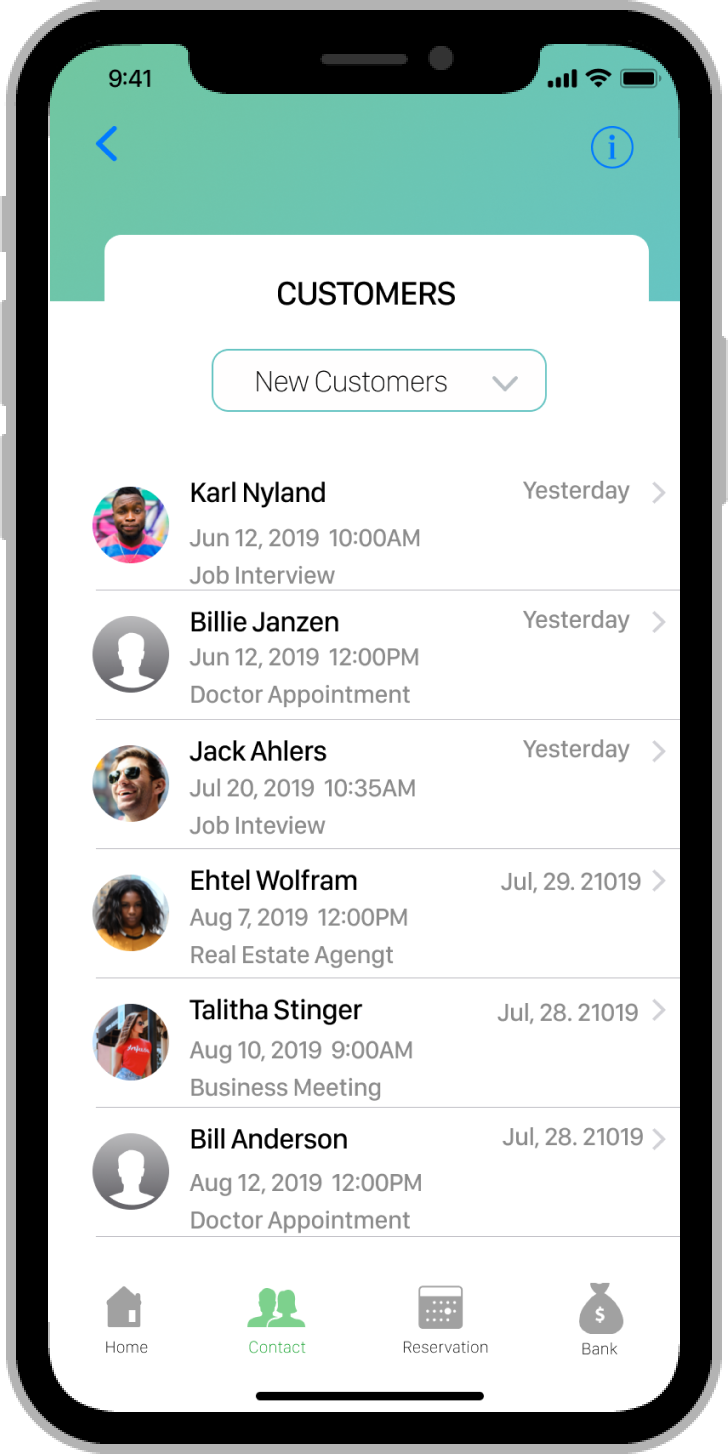 9:41
CUSTOMERS
New Customers
Karl Nyland Yesterday
Jun 12, 2019 10:00AM
Job Interview
Billie Janzen Yesterday
Jun 12, 2019 12:00PM
Doctor Appointment
Jack Ahlers Yesterday
Jul 20, 2019 10:35AM
Job Inteview
Ehtel Wolfram Jul, 29. 21019
Aug 7, 2019 12:00PM
Real Estate Agengt
Talitha Stinger Jul, 28. 21019
Aug 10, 2019 9:00AM
Business Meeting
Bill Anderson Jul, 28. 21019
Aug 12, 2019 12:00PM
Doctor Appointment
Home Contact Reservation Bank